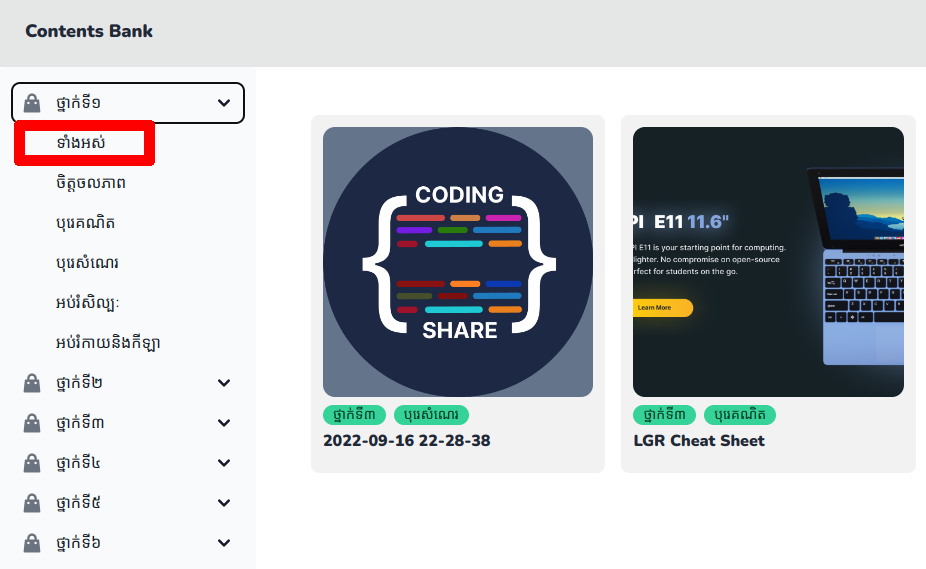 Contents Bank
ថ្នាក់ទី១
ទាំងអស់
ចិត្តចលភាព
បុរេគណិត
បុរេសំណេរ
អប់រំសិល្បៈ
អប់រំកាយនិងកីឡា
ថ្នាក់ទី២
ថ្នាក់ទី៣
ថ្នាក់ទី៤
ថ្នាក់ទី៥
ថ្នាក់ទី៦
CODING
SHARE
ថ្នាក់ទី៣ បុរេសំណេរ
2022-09-16 22-28-38
PI E11 11.6"
PI E11 is your starting point for computing.
lighter. No compromise on open-source
rfect for students on the go.
Learn More
ថ្នាក់ទី៣ បុរេគណិត
LGR Cheat Sheet